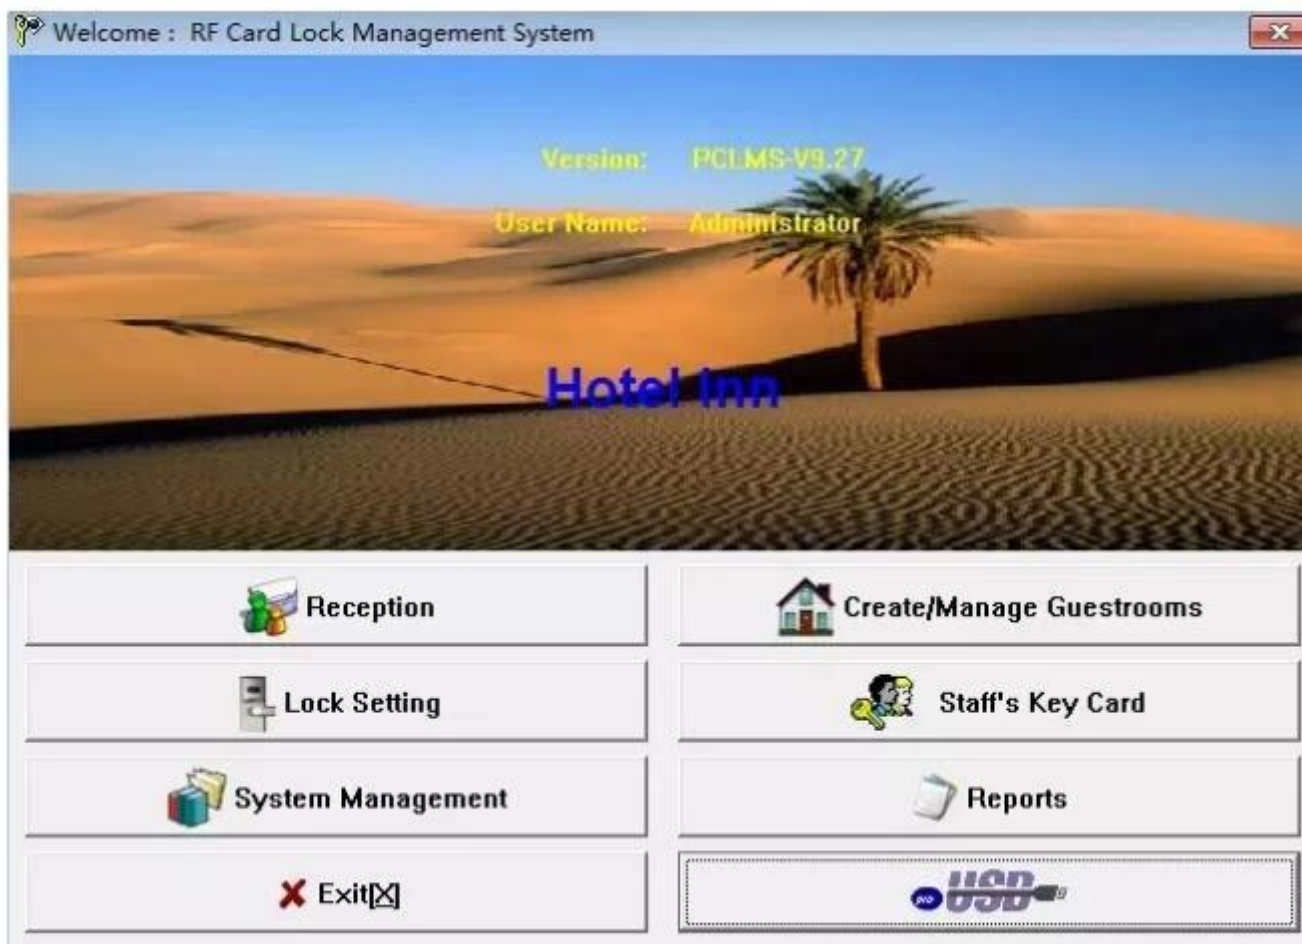 Welcome : RF Card Lock Management System
Version: PCLMS-V9.27
User Name: Administrator
Hotel Inn
Reception
Create/Manage Guestrooms
Lock Setting
Staff's Key Card
System Management
Reports
Exit[X]
pro USB